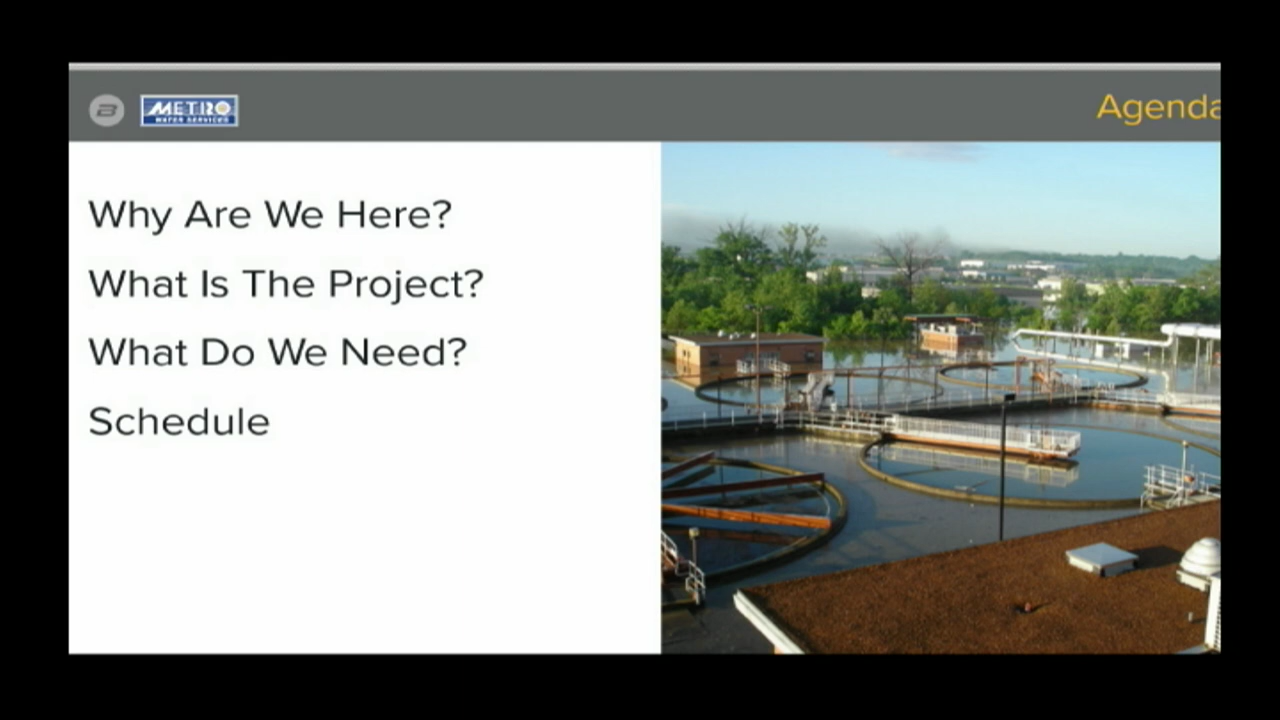 METRO
WATER SERVICES
Agenda
Why Are We Here?
What Is The Project?
What Do We Need?
Schedule